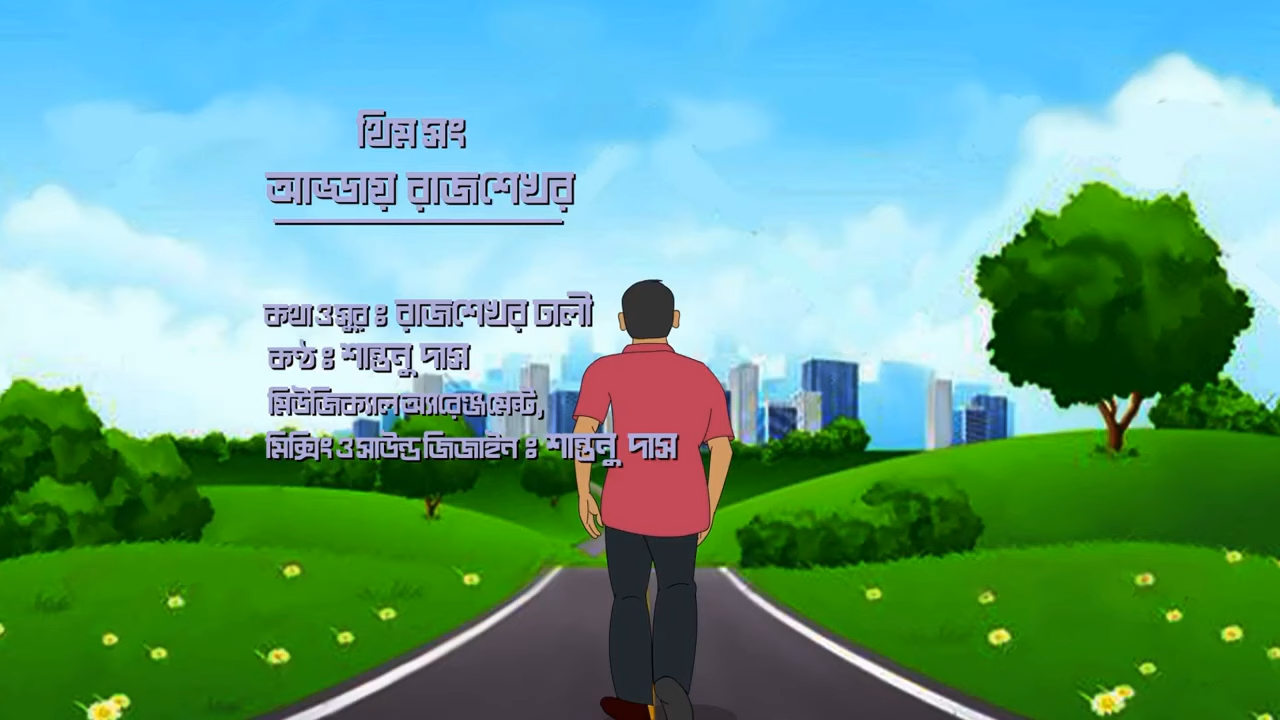 থিম সং
আড্ডায় রাজশেখর
কথা ও সুর ঃ রাজশেখর ঢালী
কণ্ঠ ঃ শান্তনু দাস
মিউজিক্যাল অ্যারেঞ্জমেন্ট,
মিক্সিং ও সাউন্ড জিজাইন ঃ শান্তনু দাস